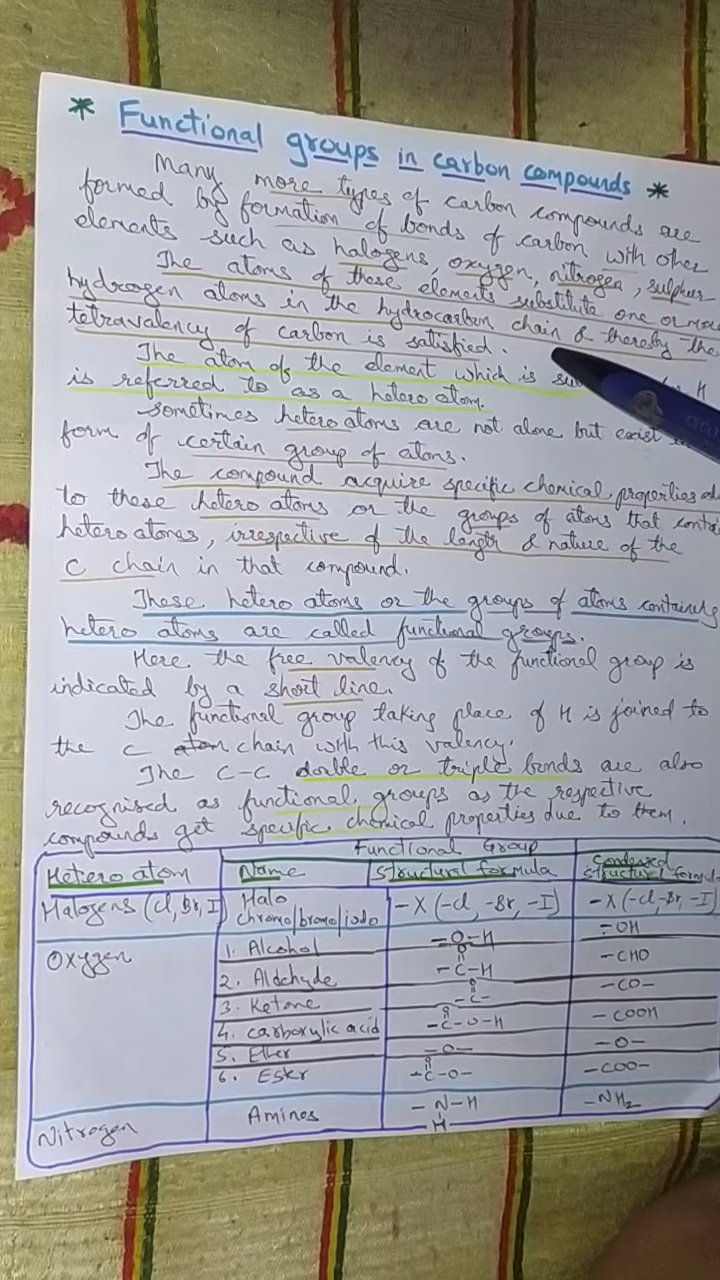 * Functional groups in carbon compounds *
Many more types of carbon compounds are
formed by formation of bonds of carbon with other
elements such as halogens, oxygen, nitrogen, sulphur
The atoms of these elements substitute one or more
hydrogen atoms in the hydrocarbon chain & thereby the
tetravalency of carbon is satisfied.
The atom of the element which is H
is referred to as a hetero atom.
Sometimes hetero atoms are not alone but exist in
form of certain group of atoms.
The compound acquire specific chemical properties
to these hetero atoms or the groups of atoms that
hetero atoms, irrespective of the length & nature of the
C chain in that compound.
These hetero atoms or the groups of atoms containing
hetero atoms are called functional groups.
Here the free valency of the functional group is
indicated by a short line.
The functional group taking place of H is joined to
the C chain with this valency.
The C-C double or triple bonds are also
recognised as functional groups as the respective
compounds get specific chemical properties due to them.
Functional Group
Hetero atom Name Structural formula Condensed
structural
Halogens (Cl, Br, I) Halo -X (-Cl, -Br, -I) -X (-Cl, -Br, -I)
chromo/bromo/iodo
Oxygen 1. Alcohol -O-H -OH
O
||
2. Aldehyde -C-H -CHO
O
||
3. Ketone -C- -CO-
O
||
4. Carboxylic acid -C-O-H -COOH
5. Ether -O- -O-
O
||
6. Ester -C-O- -COO-
Nitrogen Amines -N-H -NH₂
|
H